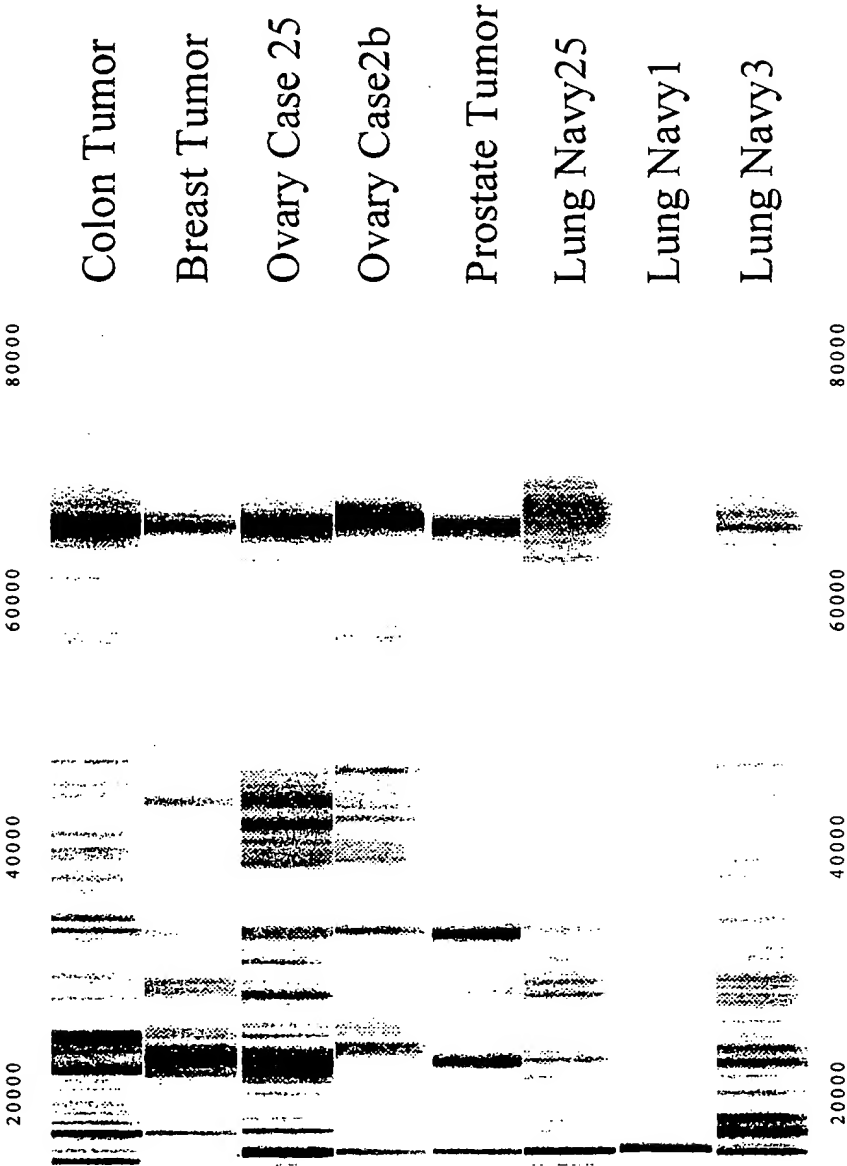 Colon Tumor
Breast Tumor
Ovary Case 25
Ovary Case2b
Prostate Tumor
Lung Navy25
Lung Navy1
Lung Navy3
80000
80000
60000
60000
40000
40000
20000
20000